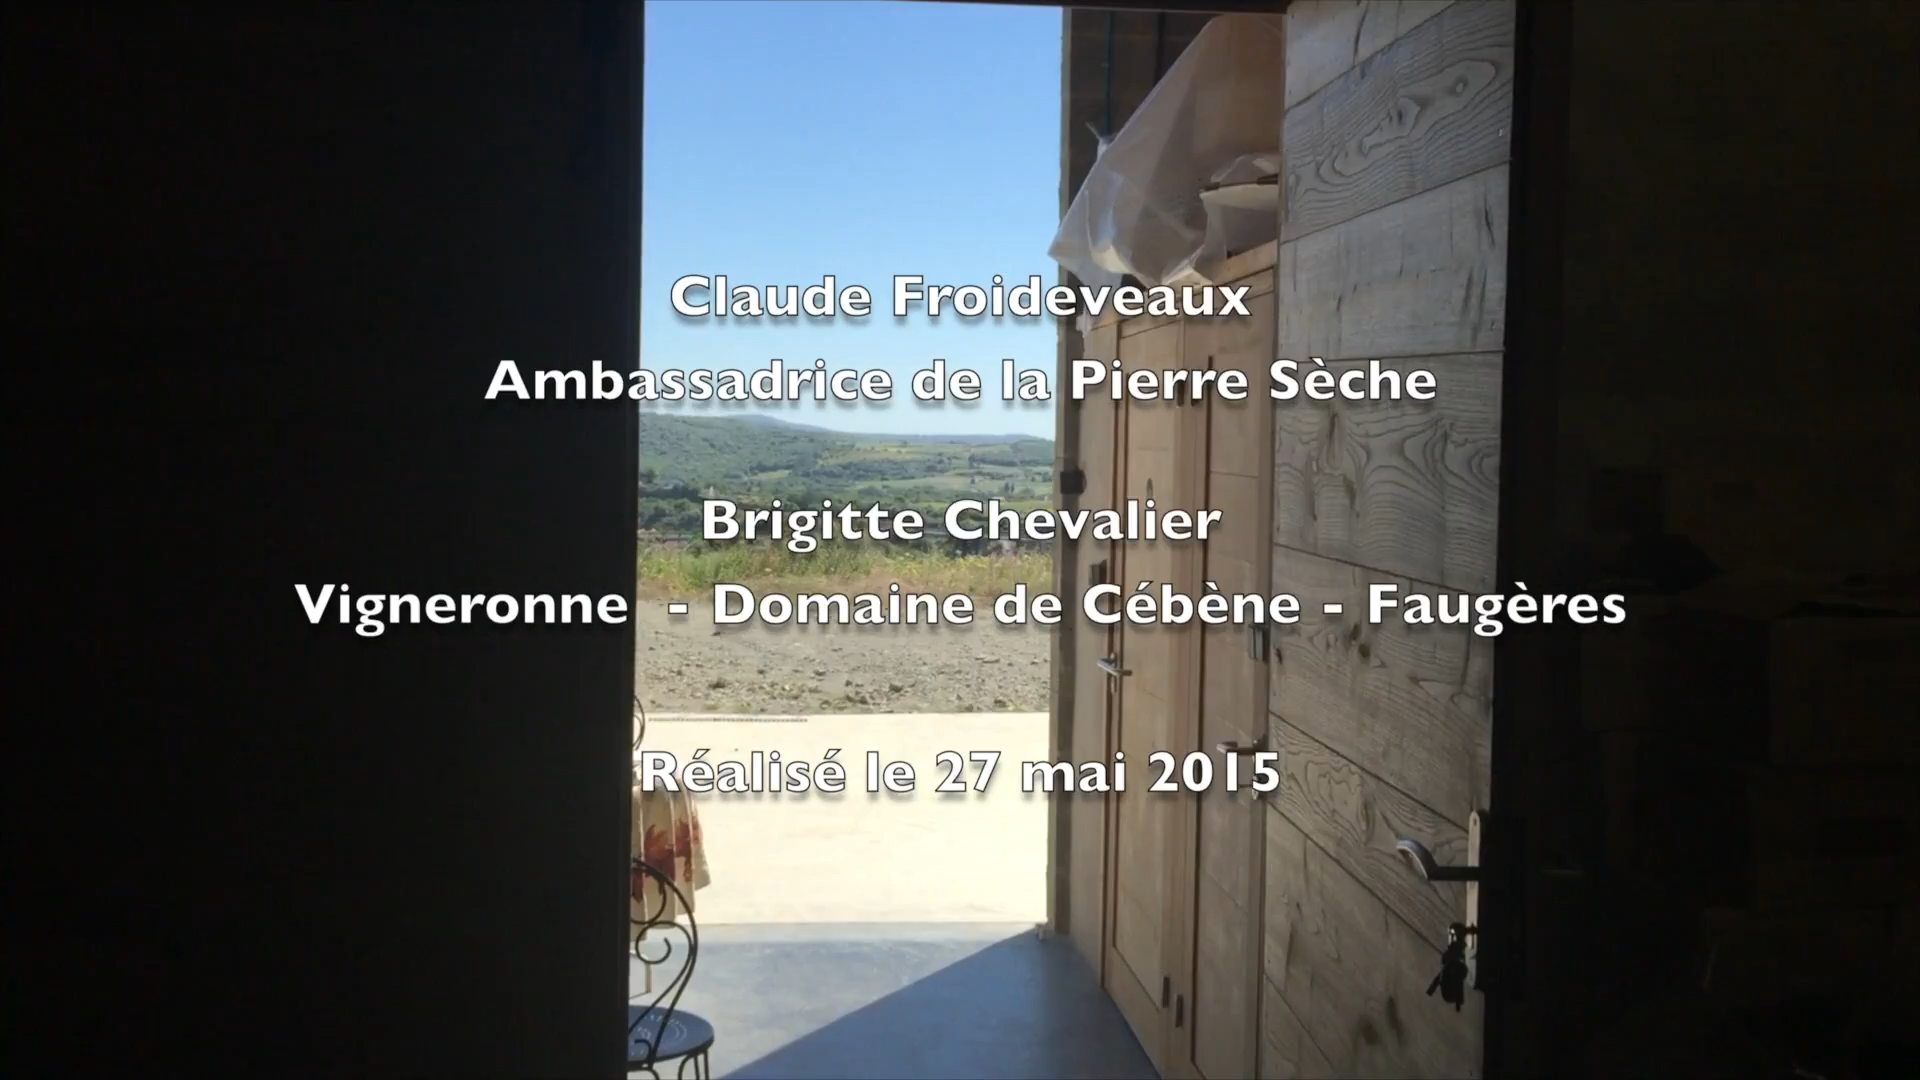 Claude Froideveaux
Ambassadrice de la Pierre Sèche
Brigitte Chevalier
Vigneronne - Domaine de Cébène - Faugères
Réalisé le 27 mai 2015